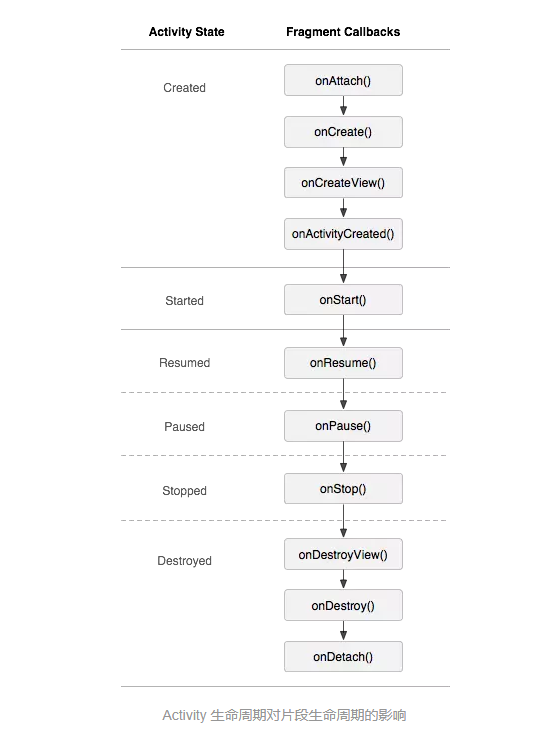 Activity State Fragment Callbacks
Created onAttach()
onCreate()
onCreateView()
onActivityCreated()
Started onStart()
Resumed onResume()
Paused onPause()
Stopped onStop()
Destroyed onDestroyView()
onDestroy()
onDetach()
Activity 生命周期对片段生命周期的影响